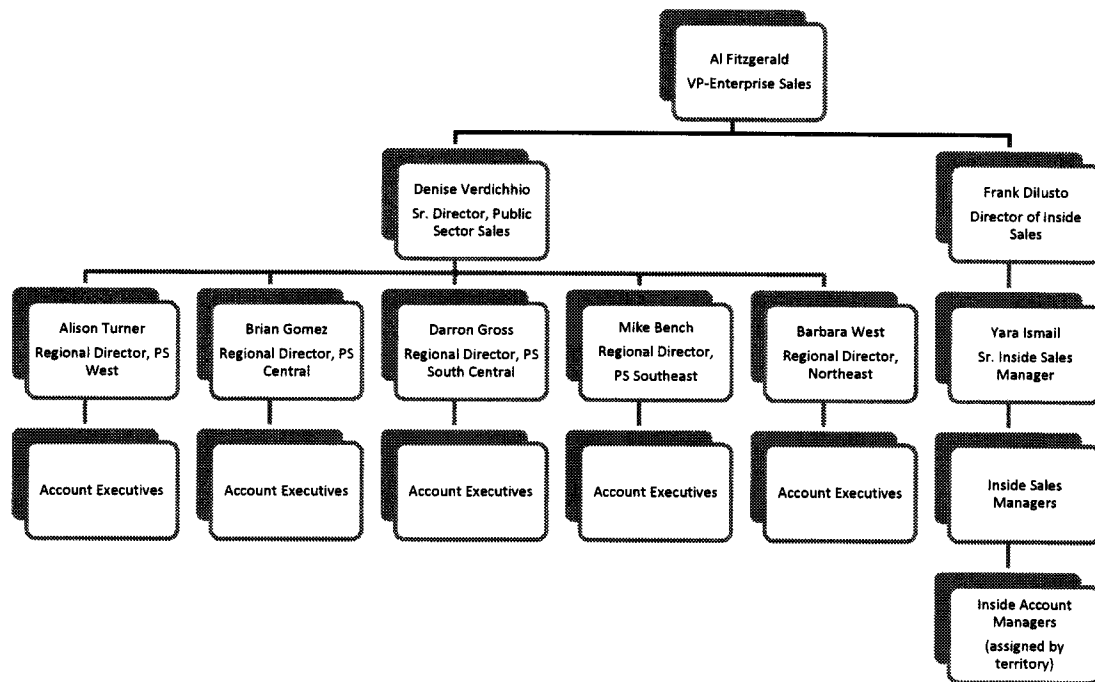 Al Fitzgerald
VP-Enterprise Sales
Denise Verdichhio
Sr. Director, Public
Sector Sales
Frank DiIusto
Director of Inside
Sales
Alison Turner
Regional Director, PS
West
Brian Gomez
Regional Director, PS
Central
Darron Gross
Regional Director, PS
South Central
Mike Bench
Regional Director,
PS Southeast
Barbara West
Regional Director,
Northeast
Yara Ismail
Sr. Inside Sales
Manager
Account Executives
Account Executives
Account Executives
Account Executives
Account Executives
Inside Sales
Managers
Inside Account
Managers
(assigned by
territory)